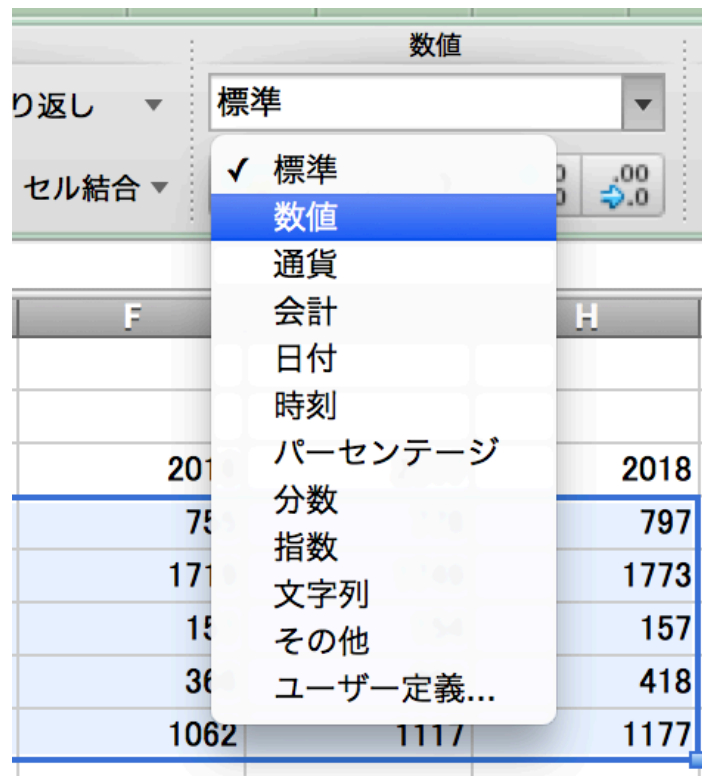 数値
り返し
標準
セル結合
標準
数値
通貨
会計
日付
時刻
パーセンテージ
分数
指数
文字列
その他
ユーザー定義...
.00
.0
F
H
2018
797
1773
157
418
1062 1117 1177